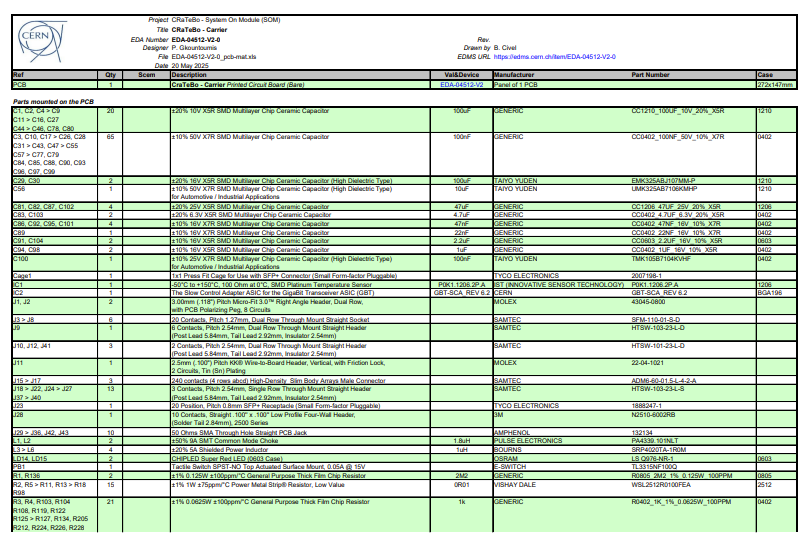 CERN
Project CRaTeBo - System On Module (SOM)
Title CRaTeBo - Carrier
EDA Number EDA-04512-V2-0 Rev.
Designer P. Gkountoumis Drawn by B. Civel
File EDA-04512-V2-0_pcb-mat.xls EDMS URL https://edms.cern.ch/item/EDA-04512-V2-0
Date 20 May 2025
Ref Qty Scem Description Val&Device Manufacturer Part Number Case
PCB 1 CraTeBo - Carrier Printed Circuit Board (Bare) EDA-04512-V2 Panel of 1 PCB 272x147mm
Parts mounted on the PCB
C1, C2, C4 > C9 20 ±20% 10V X5R SMD Multilayer Chip Ceramic Capacitor 100uF GENERIC CC1210_100UF_10V_20%_X5R 1210
C11 > C16, C27
C44 > C46, C78, C80
C3, C10, C17 > C26, C28 65 ±10% 50V X7R SMD Multilayer Chip Ceramic Capacitor 100nF GENERIC CC0402_100NF_50V_10%_X7R 0402
C31 > C43, C47 > C55
C57 > C77, C79
C84, C85, C88, C90, C93
C96, C97, C99
C29, C30 2 ±20% 16V X5R SMD Multilayer Chip Ceramic Capacitor (High Dielectric Type) 100uF TAIYO YUDEN EMK325ABJ107MM-P 1210
C56 1 ±10% 50V X7R SMD Multilayer Chip Ceramic Capacitor (High Dielectric Type) 10uF TAIYO YUDEN UMK325AB7106KMHP 1210
for Automotive / Industrial Applications
C81, C82, C87, C102 4 ±20% 25V X5R SMD Multilayer Chip Ceramic Capacitor 47uF GENERIC CC1206_47UF_25V_20%_X5R 1206
C83, C103 2 ±20% 6.3V X5R SMD Multilayer Chip Ceramic Capacitor 4.7uF GENERIC CC0402_4.7UF_6.3V_20%_X5R 0402
C86, C92, C95, C101 4 ±10% 16V X7R SMD Multilayer Chip Ceramic Capacitor 47nF GENERIC CC0402_47NF_16V_10%_X7R 0402
C89 1 ±10% 16V X7R SMD Multilayer Chip Ceramic Capacitor 22nF GENERIC CC0402_22NF_16V_10%_X7R 0402
C91, C104 2 ±10% 16V X5R SMD Multilayer Chip Ceramic Capacitor 2.2uF GENERIC CC0603_2.2UF_16V_10%_X5R 0603
C94, C98 2 ±10% 16V X5R SMD Multilayer Chip Ceramic Capacitor 1uF GENERIC CC0402_1UF_16V_10%_X5R 0402
C100 1 ±10% 16V X7R SMD Multilayer Chip Ceramic Capacitor (High Dielectric Type) 100nF TAIYO YUDEN TMK105B7104KVHF 0402
for Automotive / Industrial Applications
Cage1 1 1x1 Press Fit Cage for Use with SFP+ Connector (Small Form-factor Pluggable) TYCO ELECTRONICS 2007198-1
IC1 1 -50°C to +150°C, 100 Ohm at 0°C, SMD Platinum Temperature Sensor P0K1.1206.2P.A IST (INNOVATIVE SENSOR TECHNOLOGY) P0K1.1206.2P.A 1206
IC2 1 The Slow Control Adapter ASIC for the GigaBit Transceiver ASIC (GBT) GBT-SCA_REV 6.2 CERN GBT-SCA_REV 6.2 BGA196
J1, J2 2 3.00mm (.118") Pitch Micro-Fit 3.0™ Right Angle Header, Dual Row, MOLEX 43045-0800
with PCB Polarizing Peg, 8 Circuits
J3 > J8 6 20 Contacts, Pitch 1.27mm, Dual Row Through Mount Straight Socket SAMTEC SFM-110-01-S-D
J9 1 6 Contacts, Pitch 2.54mm, Dual Row Through Mount Straight Header SAMTEC HTSW-103-23-L-D
(Post Lead 5.84mm, Tail Lead 2.92mm, Insulator 2.54mm)
J10, J12, J41 3 2 Contacts, Pitch 2.54mm, Dual Row Through Mount Straight Header SAMTEC HTSW-101-23-L-D
(Post Lead 5.84mm, Tail Lead 2.92mm, Insulator 2.54mm)
J11 1 2.5mm (.100") Pitch KK® Wire-to-Board Header, Vertical, with Friction Lock, MOLEX 22-04-1021
2 Circuits, Tin (Sn) Plating
J15 > J17 3 240 contacts (4 rows abcd) High-Density Slim Body Arrays Male Connector SAMTEC ADM6-60-01.5-L-4-2-A
J18 > J22, J24 > J27 13 3 Contacts, Pitch 2.54mm, Single Row Through Mount Straight Header SAMTEC HTSW-103-23-L-S
J37 > J40 (Post Lead 5.84mm, Tail Lead 2.92mm, Insulator 2.54mm)
J23 1 20 Position, Pitch 0.8mm SFP+ Receptacle (Small Form-factor Pluggable) TYCO ELECTRONICS 1888247-1
J28 1 10 Contacts, Straight .100" x .100" Low Profile Four-Wall Header, 3M N2510-6002RB
(Solder Tail 2.84mm), 2500 Series
J29 > J36, J42, J43 10 50 Ohms SMA Through Hole Straight PCB Jack AMPHENOL 132134
L1, L2 2 ±50% 9A SMT Common Mode Choke 1.8uH PULSE ELECTRONICS PA4339.101NLT
L3 > L6 4 ±20% 5A Shielded Power Inductor 1uH BOURNS SRP4020TA-1R0M
LD14, LD15 2 CHIPLED Super Red LED (0603 Case) OSRAM LS Q976-NR-1 0603
PB1 1 Tactile Switch SPST-NO Top Actuated Surface Mount, 0.05A @ 15V E-SWITCH TL3315NF100Q
R1, R136 2 ±1% 0.125W ±100ppm/°C General Purpose Thick Film Chip Resistor 2M2 GENERIC R0805_2M2_1%_0.125W_100PPM 0805
R2, R5 > R11, R13 > R18 15 ±1% 1W ±75ppm/°C Power Metal Strip® Resistor, Low Value 0R01 VISHAY DALE WSL2512R0100FEA 2512
R98
R3, R4, R103, R104 21 ±1% 0.0625W ±100ppm/°C General Purpose Thick Film Chip Resistor 1k GENERIC R0402_1K_1%_0.0625W_100PPM 0402
R108, R119, R122
R125 > R127, R134, R205
R212, R224, R226, R228